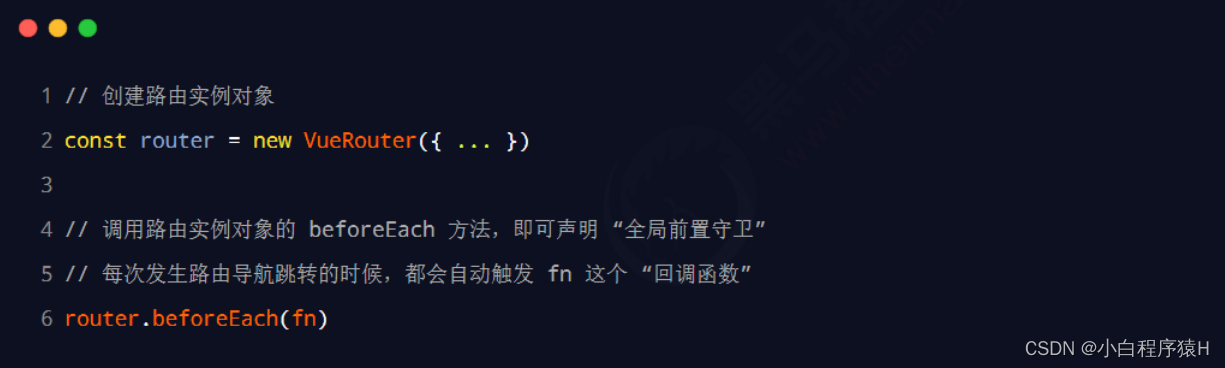 1 // 创建路由实例对象
2 const router = new VueRouter({ ... })
3
4 // 调用路由实例对象的 beforeEach 方法，即可声明 “全局前置守卫”
5 // 每次发生路由导航跳转的时候，都会自动触发 fn 这个 “回调函数”
6 router.beforeEach(fn)
CSDN @小白程序猿H